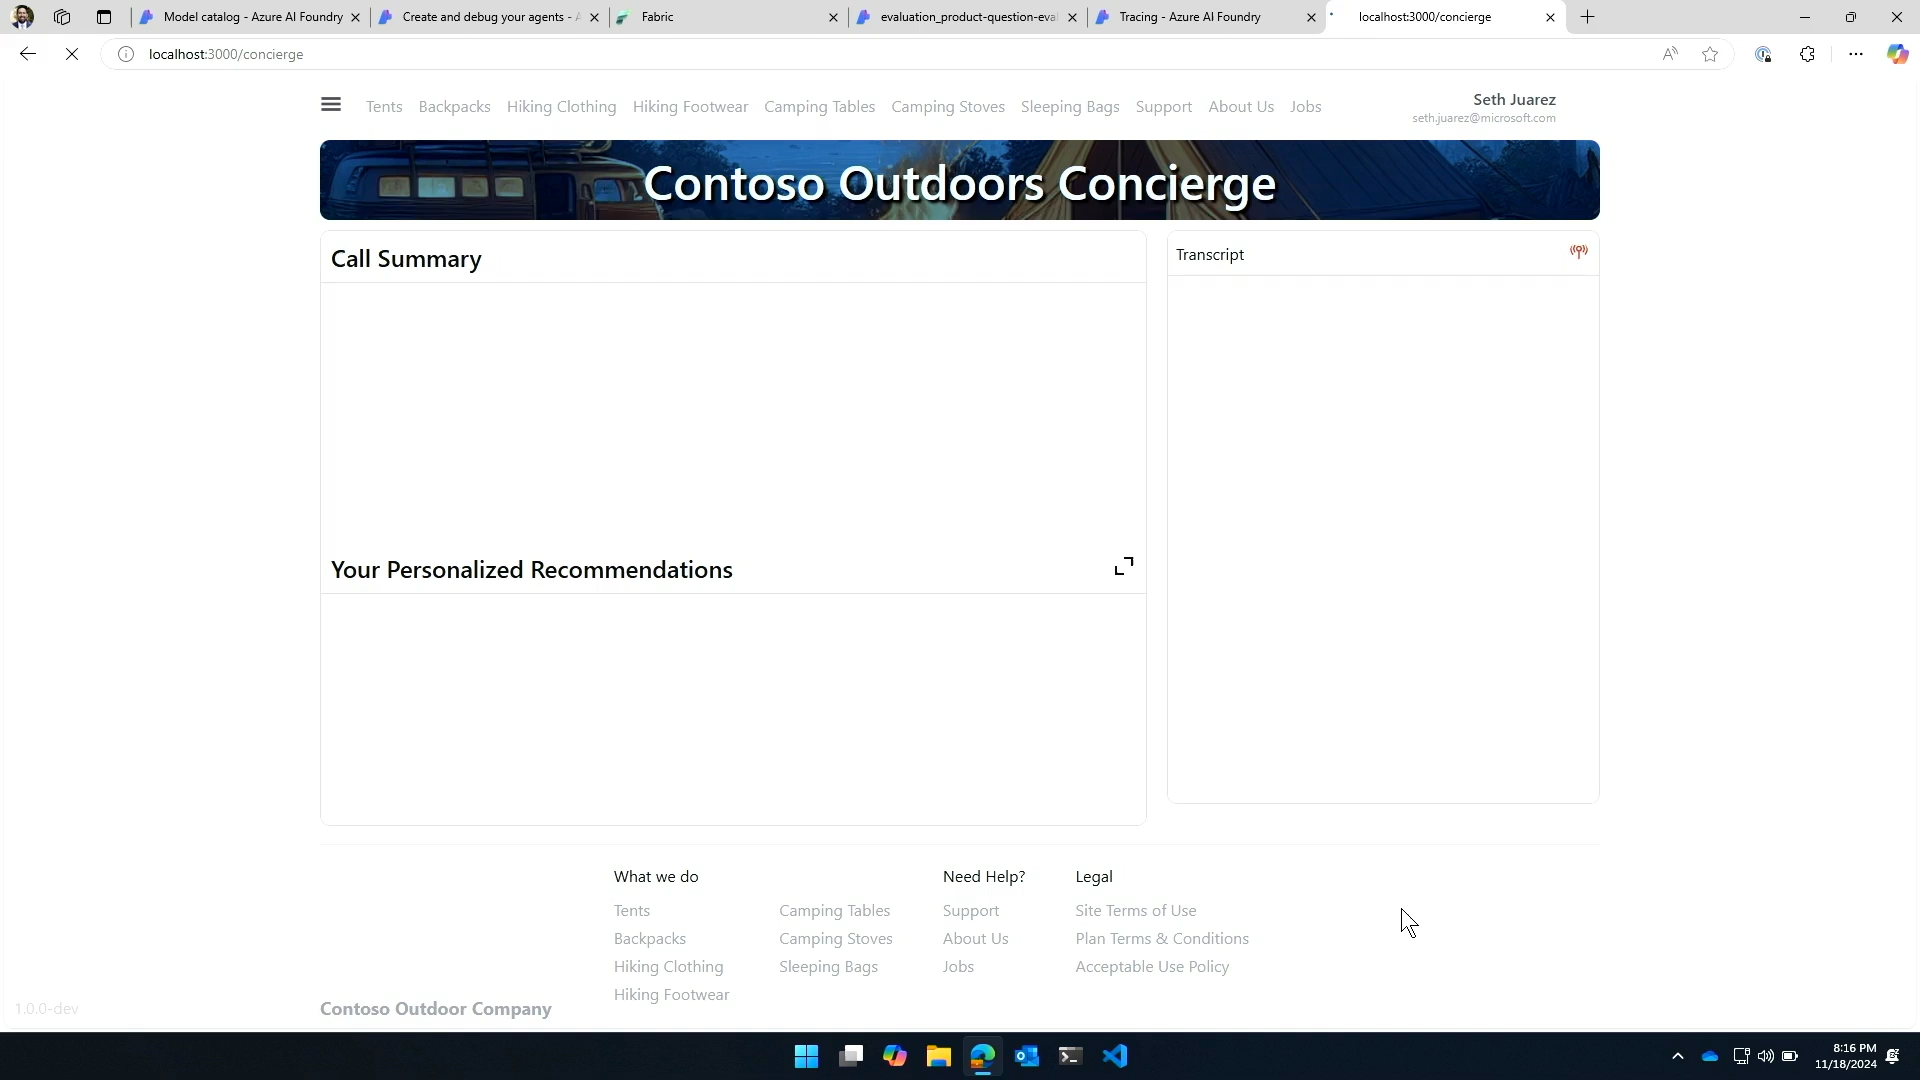 Model catalog - Azure AI Foundry
Create and debug your agents - A
Fabric
evaluation_product-question-eval
Tracing - Azure AI Foundry
localhost:3000/concierge
localhost:3000/concierge
Tents Backpacks Hiking Clothing Hiking Footwear Camping Tables Camping Stoves Sleeping Bags Support About Us Jobs
Seth Juarez
seth.juarez@microsoft.com
Contoso Outdoors Concierge
Call Summary
Transcript
Your Personalized Recommendations
What we do
Need Help?
Legal
Tents
Camping Tables
Support
Site Terms of Use
Backpacks
Camping Stoves
About Us
Plan Terms & Conditions
Hiking Clothing
Sleeping Bags
Jobs
Acceptable Use Policy
Hiking Footwear
1.0.0-dev
Contoso Outdoor Company
8:16 PM
11/18/2024